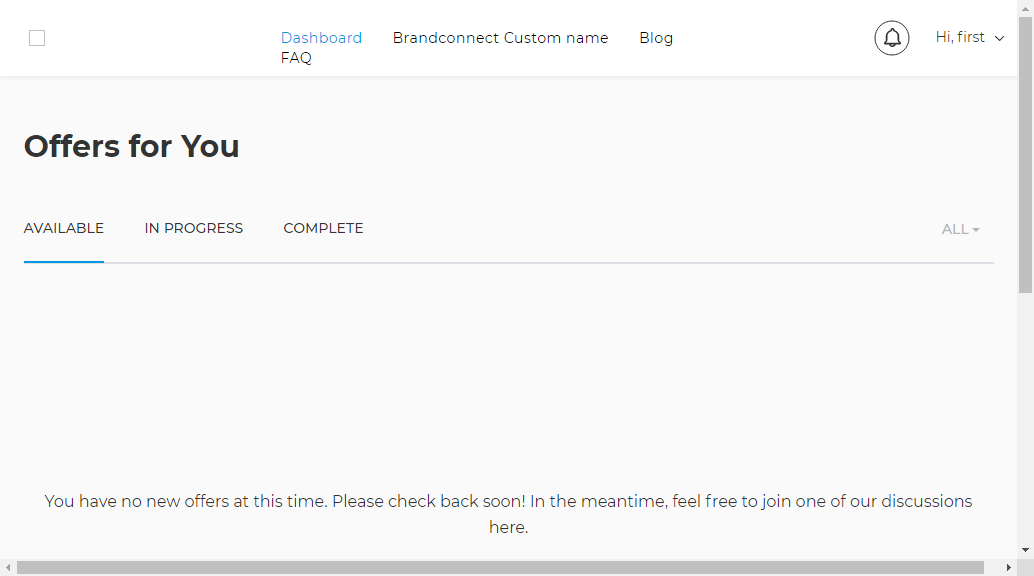 Dashboard Brandconnect Custom name Blog
FAQ
Hi, first
Offers for You
AVAILABLE IN PROGRESS COMPLETE ALL
You have no new offers at this time. Please check back soon! In the meantime, feel free to join one of our discussions
here.